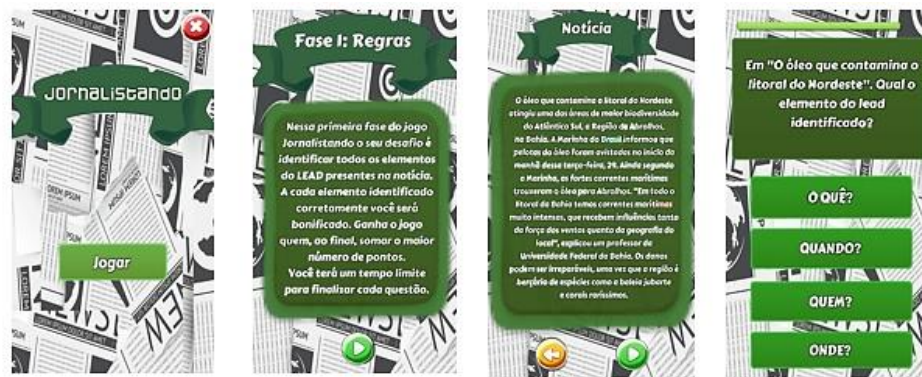 Jornalistando
Jogar
Fase 1: Regras
Nessa primeira fase do jogo
Jornalistando o seu desafio é
identificar todos os elementos
do LEAD presentes na notícia.
A cada elemento identificado
corretamente você será
bonificado. Ganha o jogo
quem, ao final, somar o maior
número de pontos.
Você terá um tempo limite
para finalizar cada questão.
Notícia
O óleo que contamina o litoral do Nordeste
atingiu uma das áreas de maior biodiversidade
do Atlântico Sul, a Região de Abrolhos,
na Bahia. A Marinha do Brasil informou que
pelotas de óleo foram avistadas no início da
manhã dessa terça-feira, 29. Ainda segundo
a Marinha, as fortes correntes marítimas
trouxeram o óleo para Abrolhos. "Em todo o
litoral da Bahia temos correntes marítimas
muito intensas, que recebem influências tanto
da força dos ventos quanto da geografia do
local", explicou um professor da
Universidade Federal da Bahia. Os danos
podem ser irreparáveis, uma vez que a região é
berçário de espécies como a baleia jubarte
e corais raríssimos.
Em "O óleo que contamina o
litoral do Nordeste". Qual o
elemento do lead
identificado?
O QUÊ?
QUANDO?
QUEM?
ONDE?